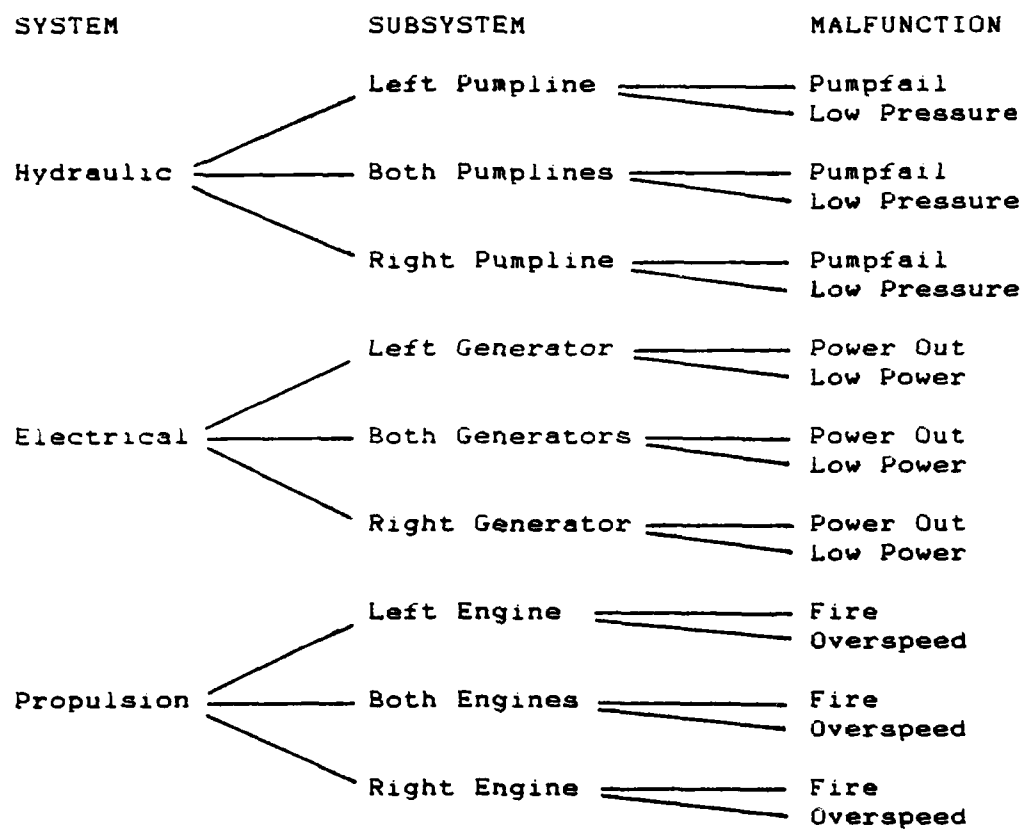 SYSTEM SUBSYSTEM MALFUNCTION
Left Pumpline Pumpfail
Low Pressure
Hydraulic Both Pumplines Pumpfail
Low Pressure
Right Pumpline Pumpfail
Low Pressure
Left Generator Power Out
Low Power
Electrical Both Generators Power Out
Low Power
Right Generator Power Out
Low Power
Left Engine Fire
Overspeed
Propulsion Both Engines Fire
Overspeed
Right Engine Fire
Overspeed